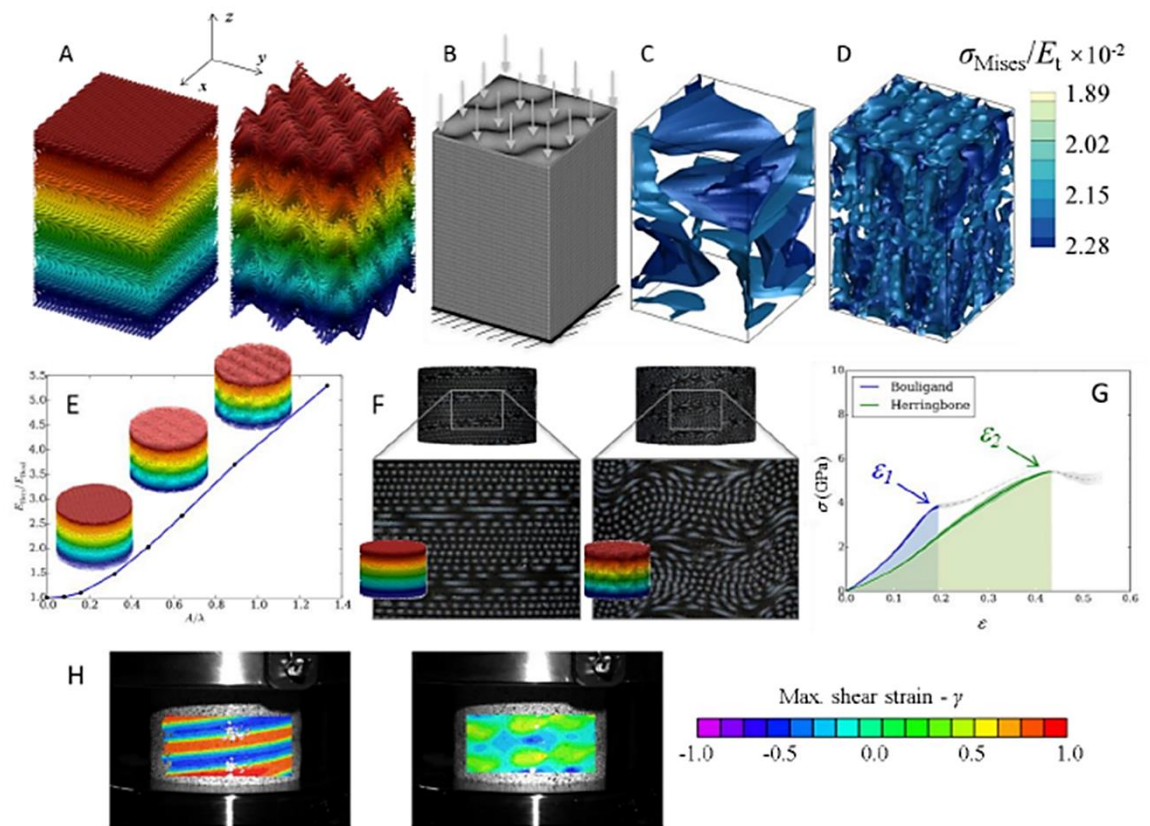 z
y
x
A
B
C
D
σMises/Et ×10-2
1.89
2.02
2.15
2.28
E
5.5
5.0
4.5
4.0
3.5
3.0
2.5
2.0
1.5
1.0
0.0 0.2 0.4 0.6 0.8 1.0 1.2 1.4
A/λ
F
G
Bouligand
Herringbone
ε1
ε2
σ (GPa)
10
8
6
4
2
0
0.0 0.1 0.2 0.3 0.4 0.5 0.6
ε
H
Max. shear strain - γ
-1.0 -0.5 0.0 0.5 1.0